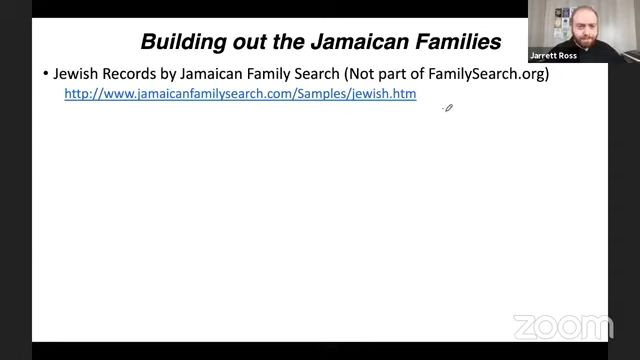 Building out the Jamaican Families
Jarrett Ross
• Jewish Records by Jamaican Family Search (Not part of FamilySearch.org)
http://www.jamaicanfamilysearch.com/Samples/jewish.htm
zoom